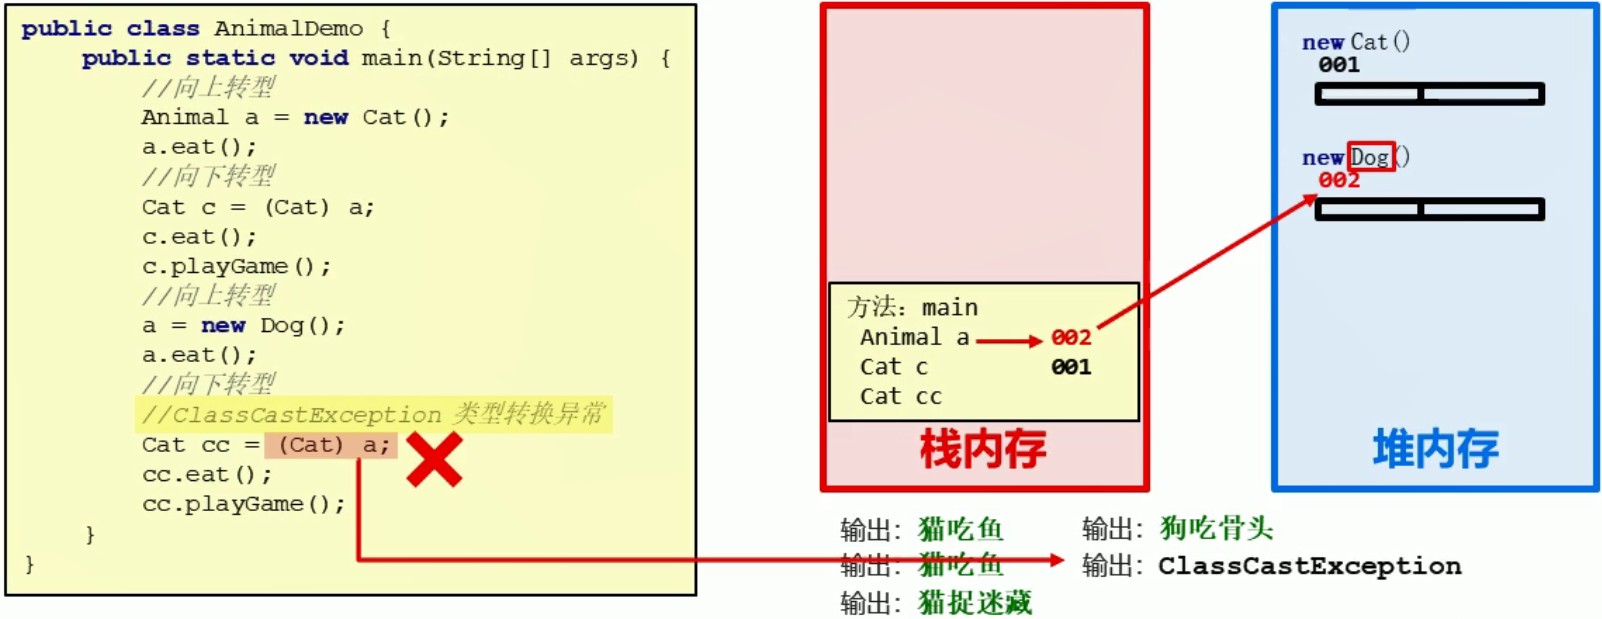 public class AnimalDemo {
public static void main(String[] args) {
//向上转型
Animal a = new Cat();
a.eat();
//向下转型
Cat c = (Cat) a;
c.eat();
c.playGame();
//向上转型
a = new Dog();
a.eat();
//向下转型
//ClassCastException 类型转换异常
Cat cc = (Cat) a;
cc.eat();
cc.playGame();
}
}
方法：main
Animal a 002
Cat c 001
Cat cc
栈内存
new Cat()
001
new Dog()
002
堆内存
输出：猫吃鱼
输出：猫吃鱼
输出：猫捉迷藏
输出：狗吃骨头
输出：ClassCastException